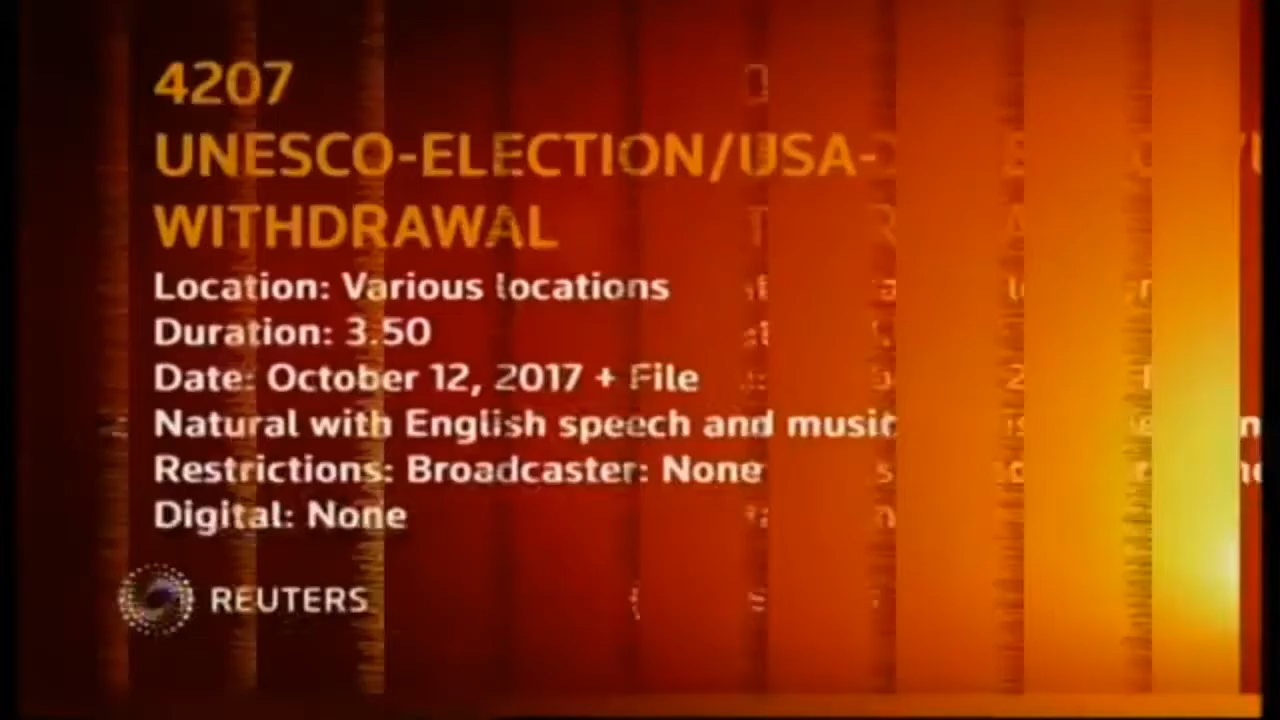 4207
UNESCO-ELECTION/USA-
WITHDRAWAL
Location: Various locations
Duration: 3.50
Date: October 12, 2017 + File
Natural with English speech and music
Restrictions: Broadcaster: None
Digital: None
REUTERS